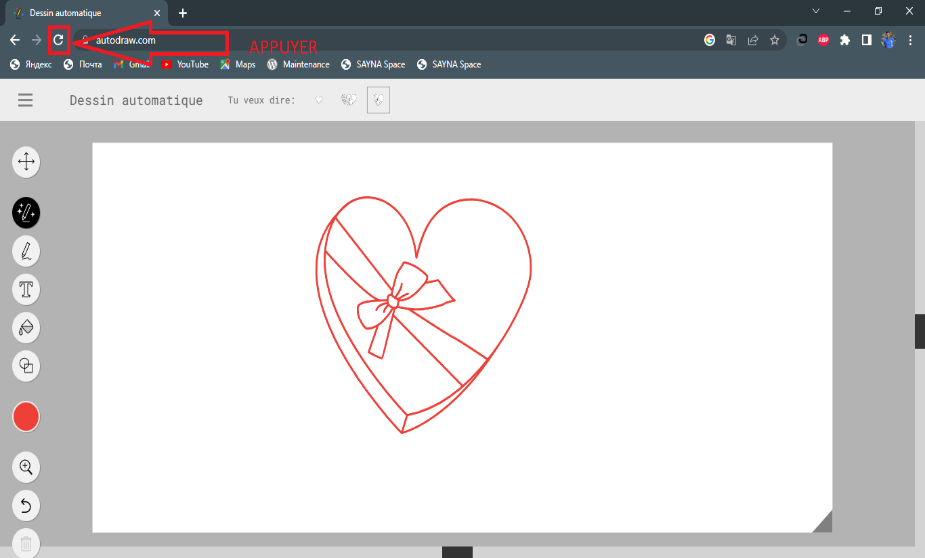 Dessin automatique
autodraw.com
APPUYER
Яндекс Почта Gmail YouTube Maps Maintenance SAYNA Space SAYNA Space
Dessin automatique Tu veux dire:
T